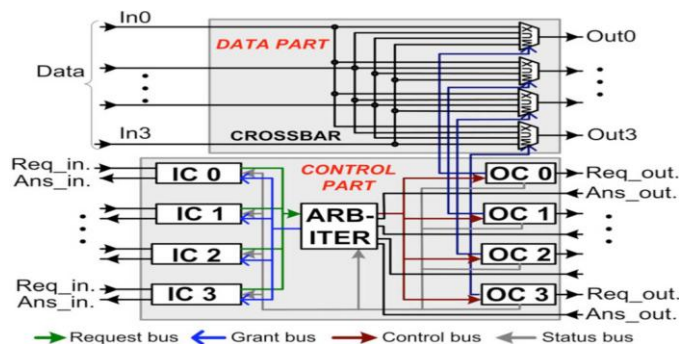 In0
DATA PART
MUX
Out0
Data
MUX
MUX
In3
CROSSBAR
MUX
Out3
Req_in.
Ans_in.
IC 0
CONTROL
PART
OC 0
Req_out.
Ans_out.
IC 1
ARB-
ITER
OC 1
IC 2
OC 2
Req_in.
Ans_in.
IC 3
OC 3
Req_out.
Ans_out.
Request bus
Grant bus
Control bus
Status bus